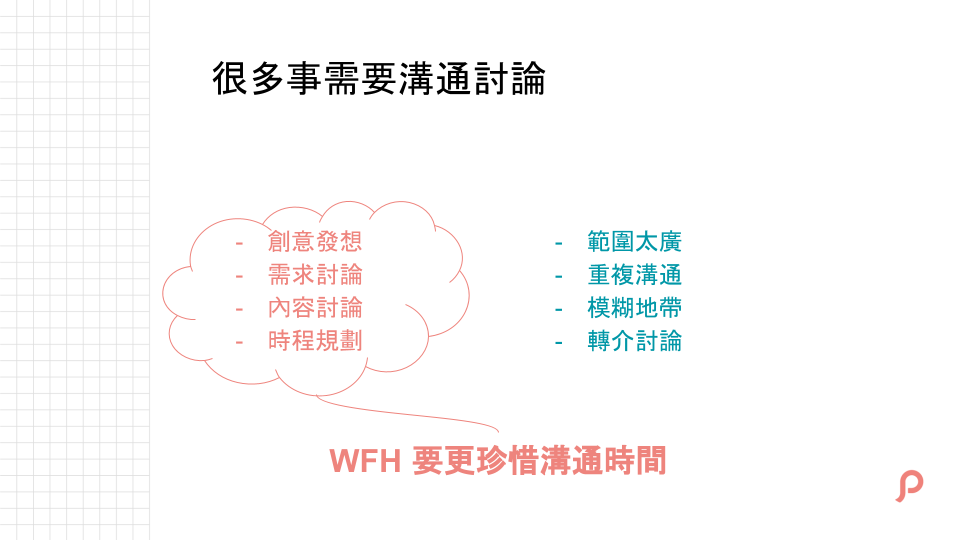 很多事需要溝通討論
- 創意發想
- 需求討論
- 內容討論
- 時程規劃
- 範圍太廣
- 重複溝通
- 模糊地帶
- 轉介討論
WFH 要更珍惜溝通時間